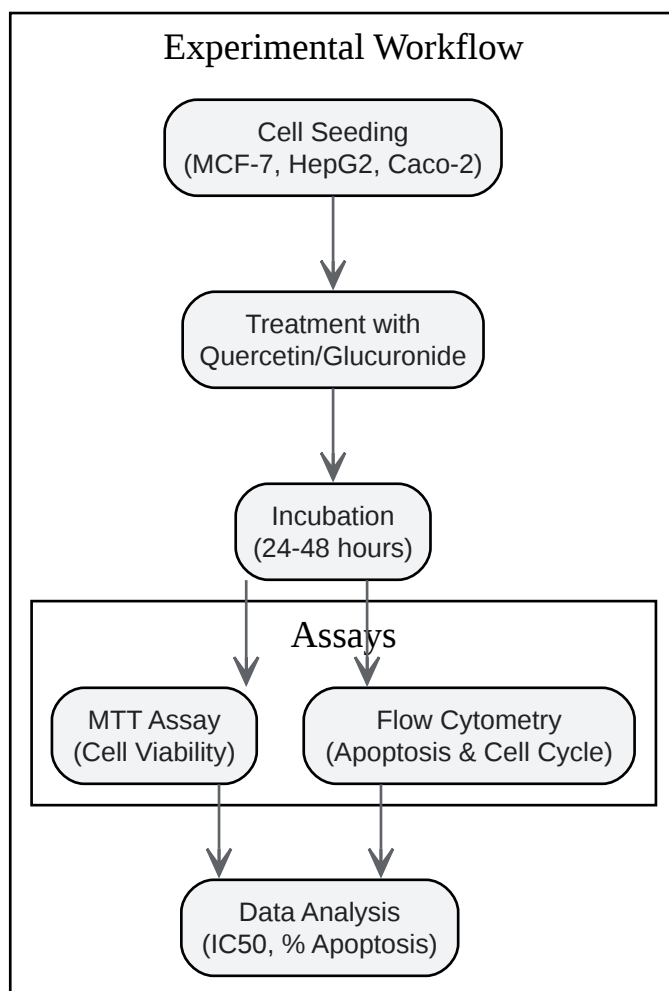 Experimental Workflow
Cell Seeding
(MCF-7, HepG2, Caco-2)
Treatment with
Quercetin/Glucuronide
Incubation
(24-48 hours)
Assays
MTT Assay
(Cell Viability)
Flow Cytometry
(Apoptosis & Cell Cycle)
Data Analysis
(IC50, % Apoptosis)